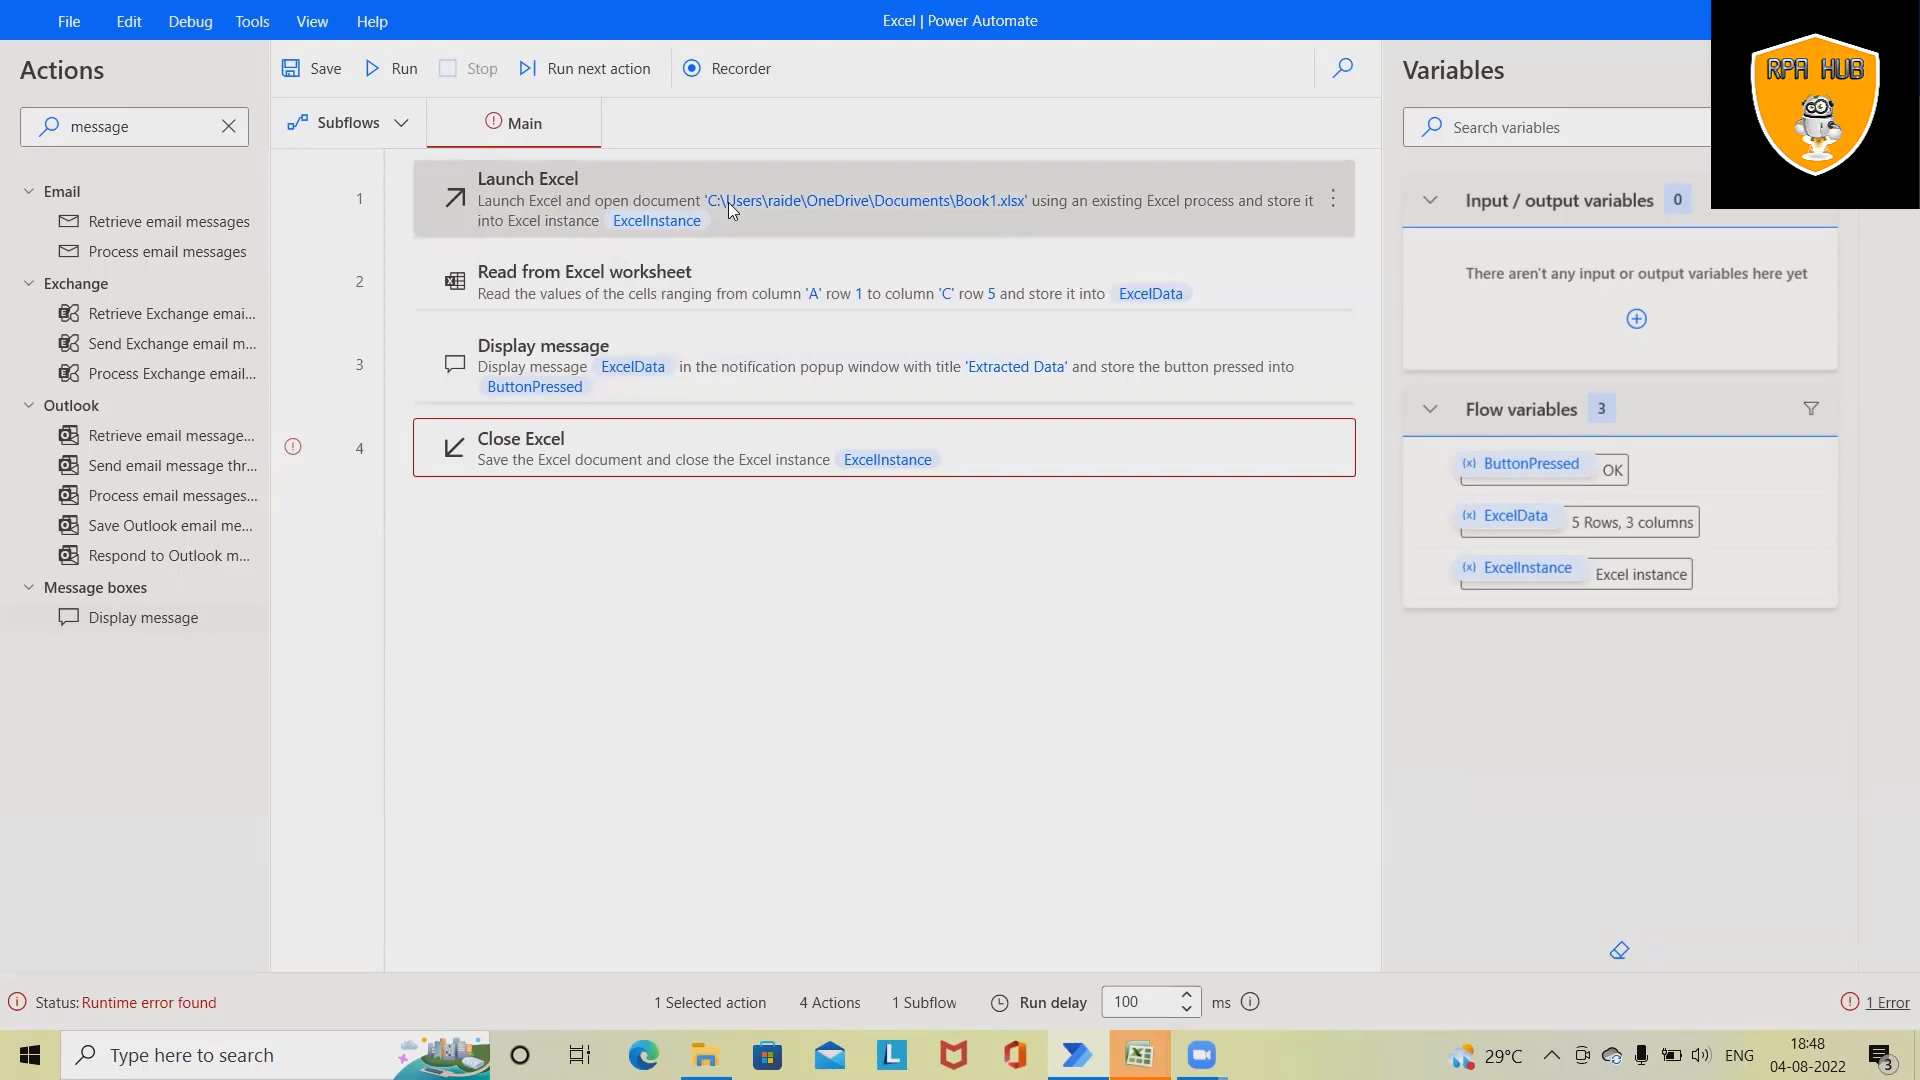 File Edit Debug Tools View Help
Excel | Power Automate
RPA HUB
Actions
message
Email
Retrieve email messages
Process email messages
Exchange
Retrieve Exchange emai...
Send Exchange email m...
Process Exchange email...
Outlook
Retrieve email message...
Send email message thr...
Process email messages...
Save Outlook email me...
Respond to Outlook m...
Message boxes
Display message
Save Run Stop Run next action Recorder
Subflows Main
1
Launch Excel
Launch Excel and open document 'C:\Users\raide\OneDrive\Documents\Book1.xlsx' using an existing Excel process and store it
into Excel instance ExcelInstance
2
Read from Excel worksheet
Read the values of the cells ranging from column 'A' row 1 to column 'C' row 5 and store it into ExcelData
3
Display message
Display message ExcelData in the notification popup window with title 'Extracted Data' and store the button pressed into
ButtonPressed
4
Close Excel
Save the Excel document and close the Excel instance ExcelInstance
Variables
Search variables
Input / output variables 0
There aren't any input or output variables here yet
Flow variables 3
(x) ButtonPressed OK
(x) ExcelData 5 Rows, 3 columns
(x) ExcelInstance Excel instance
Status: Runtime error found
1 Selected action 4 Actions 1 Subflow Run delay 100 ms
1 Error
Type here to search
29°C ENG
18:48
04-08-2022
3